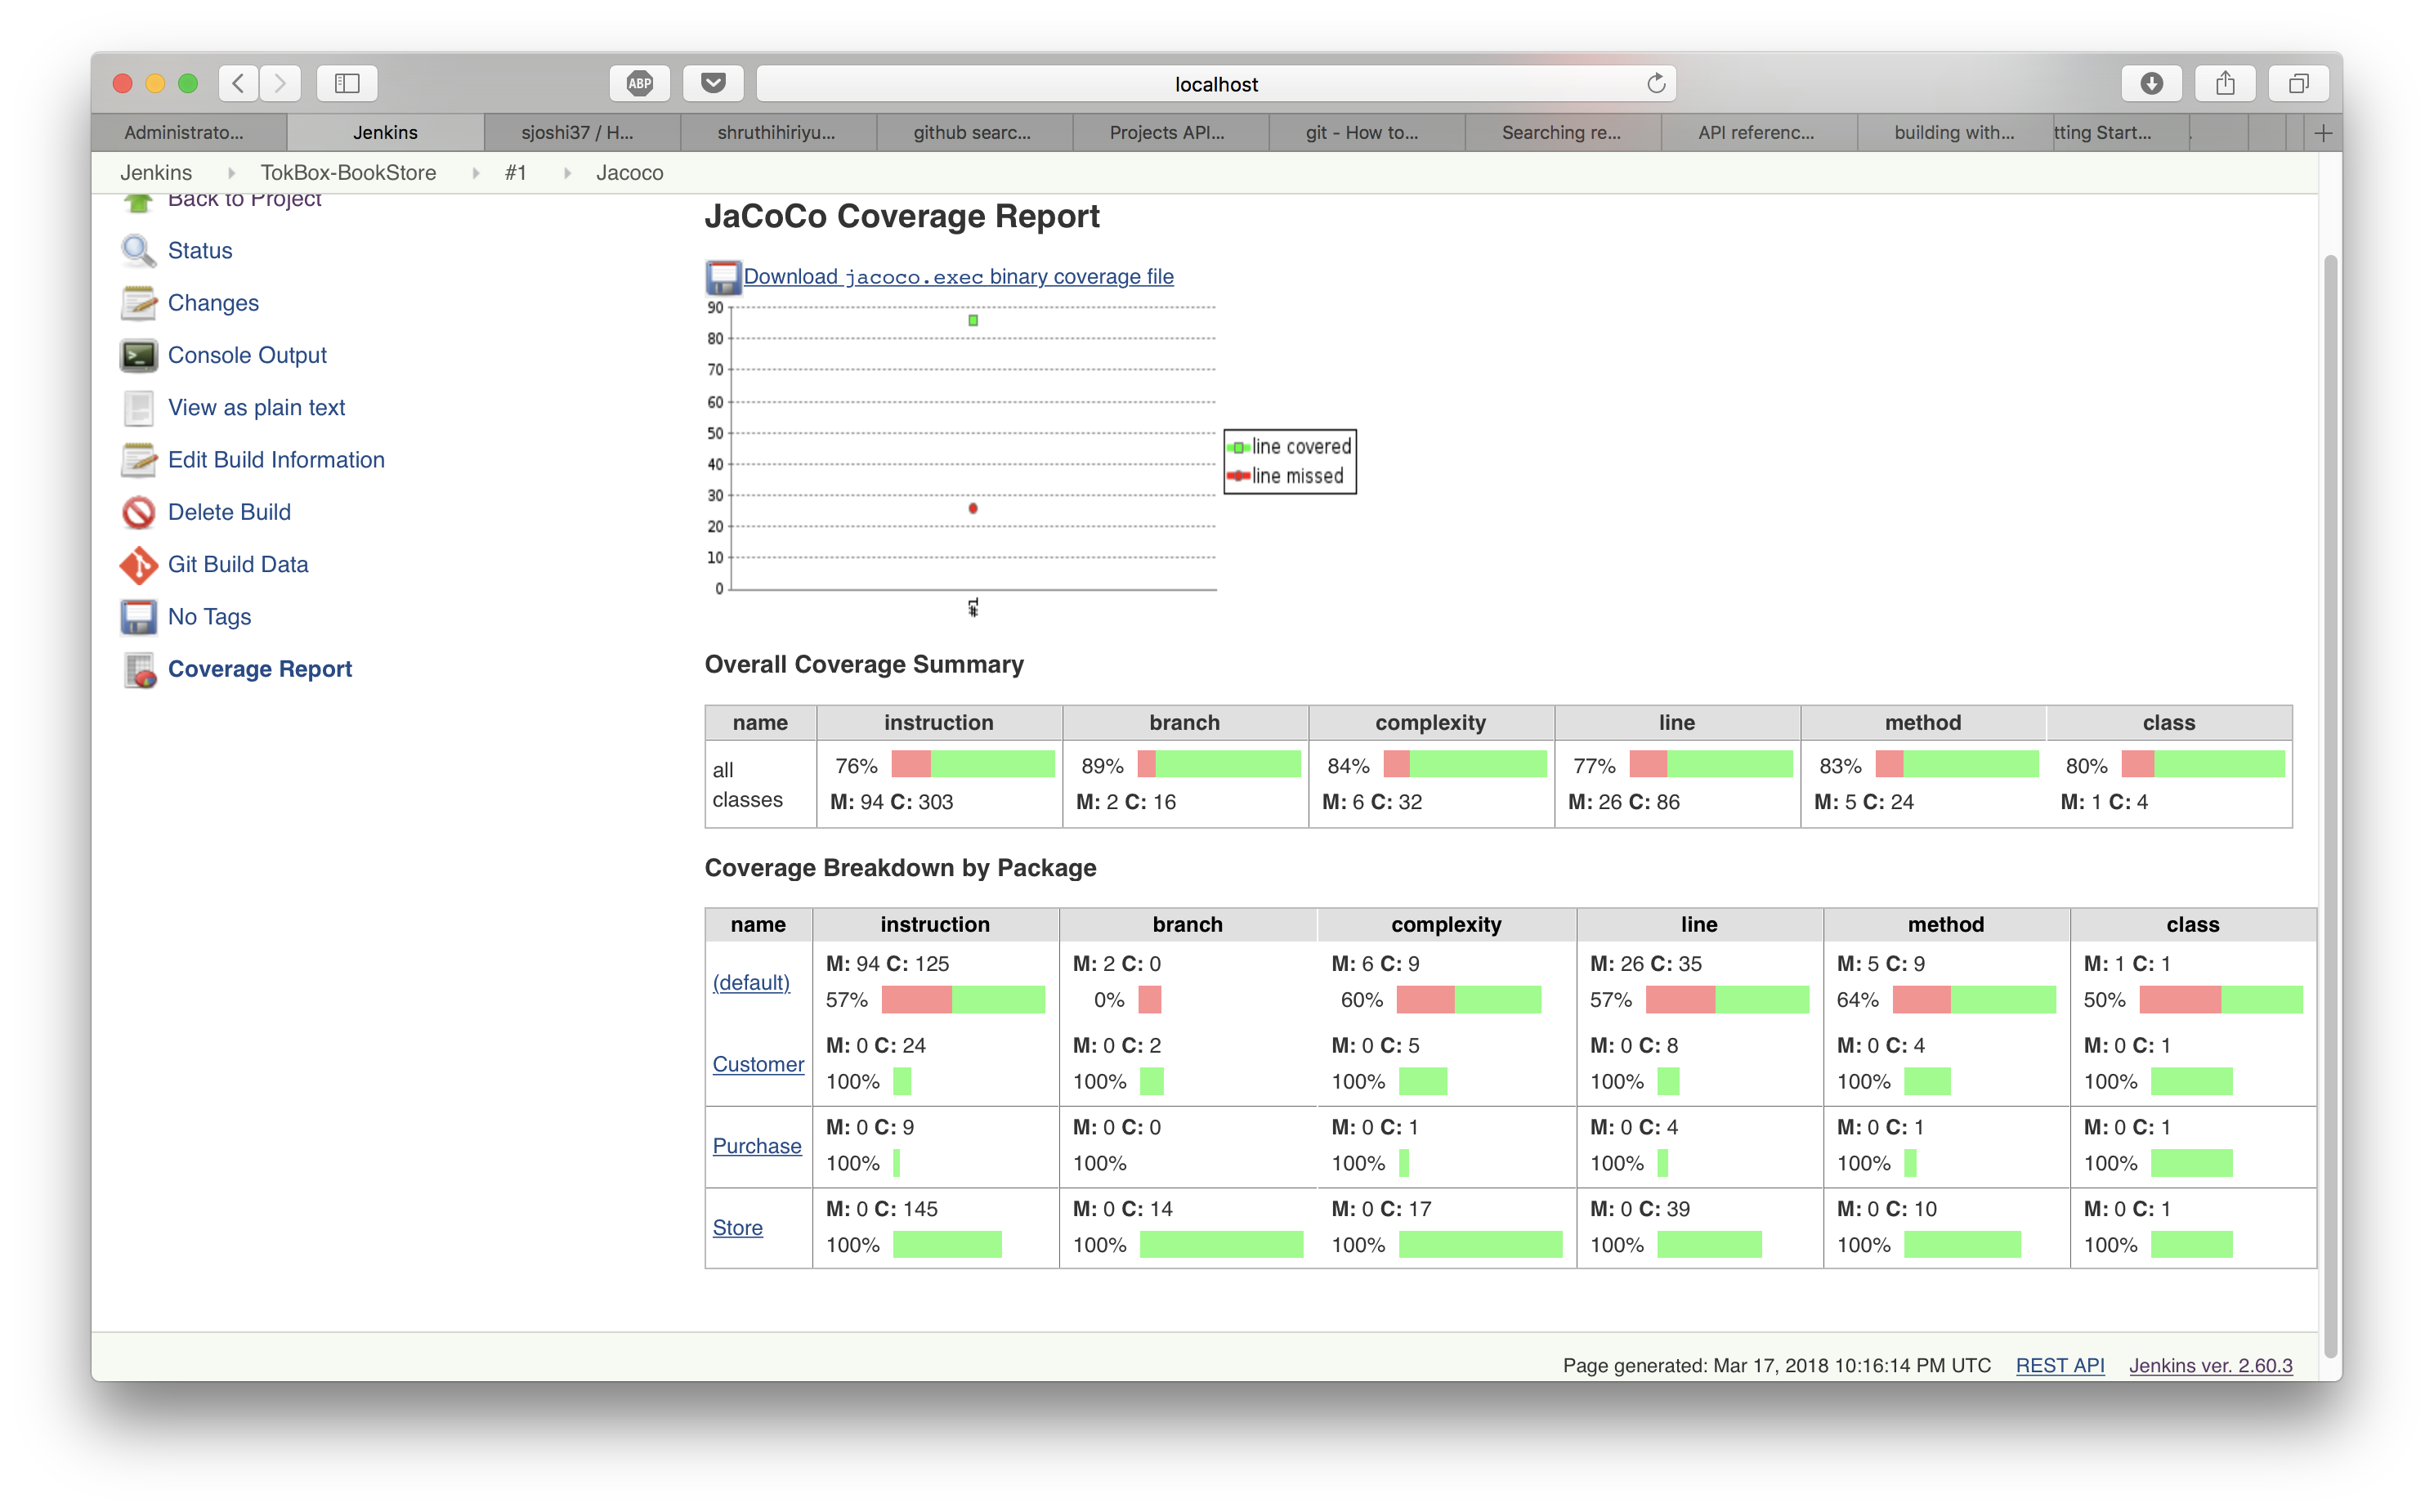 localhost
ABP
Administrato... Jenkins sjoshi37 / H... shruthihiriyu... github searc... Projects API... git - How to... Searching re... API referenc... building with... tting Start...
Jenkins TokBox-BookStore #1 Jacoco
Back to Project
Status
Changes
Console Output
View as plain text
Edit Build Information
Delete Build
Git Build Data
No Tags
Coverage Report
JaCoCo Coverage Report
Download jacoco.exec binary coverage file
90
80
70
60
50
40
30
20
10
0
#1
line covered
line missed
Overall Coverage Summary
name instruction branch complexity line method class
all classes
76% 89% 84% 77% 83% 80%
M: 94 C: 303 M: 2 C: 16 M: 6 C: 32 M: 26 C: 86 M: 5 C: 24 M: 1 C: 4
Coverage Breakdown by Package
name instruction branch complexity line method class
(default)
M: 94 C: 125 M: 2 C: 0 M: 6 C: 9 M: 26 C: 35 M: 5 C: 9 M: 1 C: 1
57% 0% 60% 57% 64% 50%
Customer
M: 0 C: 24 M: 0 C: 2 M: 0 C: 5 M: 0 C: 8 M: 0 C: 4 M: 0 C: 1
100% 100% 100% 100% 100% 100%
Purchase
M: 0 C: 9 M: 0 C: 0 M: 0 C: 1 M: 0 C: 4 M: 0 C: 1 M: 0 C: 1
100% 100% 100% 100% 100% 100%
Store
M: 0 C: 145 M: 0 C: 14 M: 0 C: 17 M: 0 C: 39 M: 0 C: 10 M: 0 C: 1
100% 100% 100% 100% 100% 100%
Page generated: Mar 17, 2018 10:16:14 PM UTC REST API Jenkins ver. 2.60.3